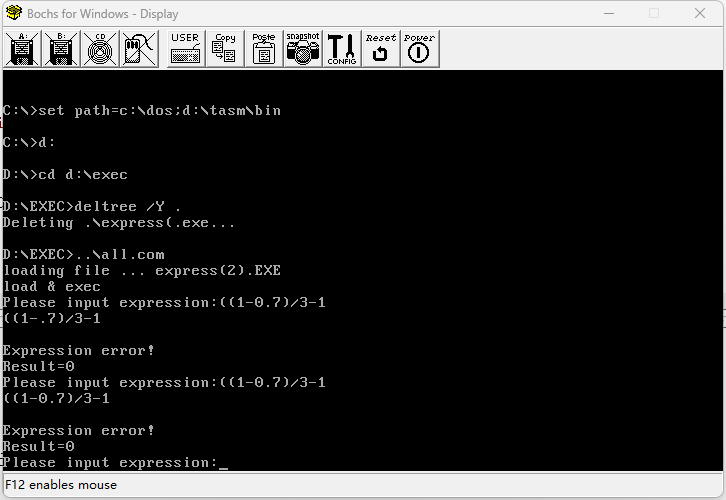 Bochs for Windows - Display
A: B: CD USER Copy Paste snapshot CONFIG Reset Power
C:\>set path=c:\dos;d:\tasm\bin
C:\>d:
D:\>cd d:\exec
D:\EXEC>deltree /Y .
Deleting .\express(.exe...
D:\EXEC>..\all.com
loading file ... express(2).EXE
load & exec
Please input expression:((1-0.7)/3-1
((1-.7)/3-1
Expression error!
Result=0
Please input expression:((1-0.7)/3-1
((1-0.7)/3-1
Expression error!
Result=0
Please input expression:_
F12 enables mouse